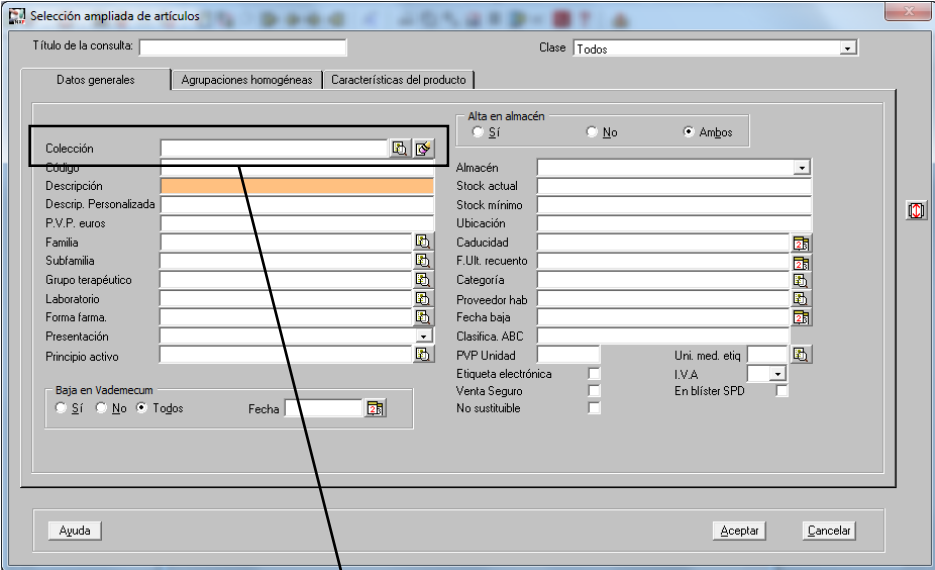 Selección ampliada de artículos
Título de la consulta:
Clase Todos
Datos generales Agrupaciones homogéneas Características del producto
Alta en almacén
Sí No Ambos
Colección
Código
Descripción
Descrip. Personalizada
P.V.P. euros
Familia
Subfamilia
Grupo terapéutico
Laboratorio
Forma farma.
Presentación
Principio activo
Almacén
Stock actual
Stock mínimo
Ubicación
Caducidad
F.Ult. recuento
Categoría
Proveedor hab
Fecha baja
Clasifica. ABC
PVP Unidad Uni. med. etiq
Etiqueta electrónica I.V.A
Venta Seguro En blíster SPD
No sustituible
Baja en Vademecum
Sí No Todos Fecha
Ayuda Aceptar Cancelar